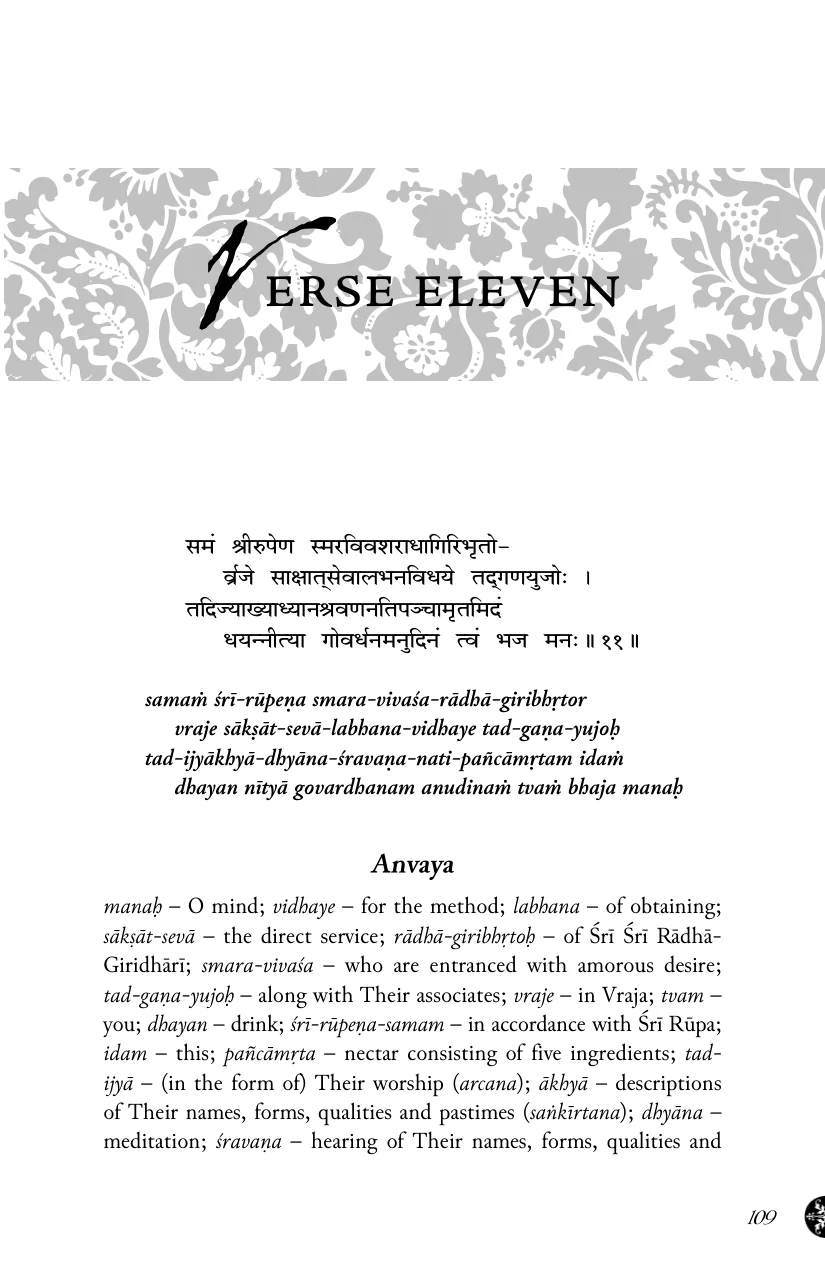 VERSE ELEVEN
समं श्रीरुपेण स्मरविवशराधागिरिभृतो-
र्व्रजे साक्षात्सेवालभनविधये तद्गणयुजोः ।
तदिज्याख्याध्यानश्रवणनतिपञ्चामृतमिदं
धयन्नीत्या गोवर्धनमनुदिनं त्वं भज मनः ॥ ११ ॥
samaṁ śrī-rūpeṇa smara-vivaśa-rādhā-giribhṛtor
vraje sākṣāt-sevā-labhana-vidhaye tad-gaṇa-yujoḥ
tad-ijyākhyā-dhyāna-śravaṇa-nati-pañcāmṛtam idaṁ
dhayan nītyā govardhanam anudinaṁ tvaṁ bhaja manaḥ
Anvaya
manaḥ – O mind; vidhaye – for the method; labhana – of obtaining;
sākṣāt-sevā – the direct service; rādhā-giribhṛtoḥ – of Śrī Śrī Rādhā-
Giridhārī; smara-vivaśa – who are entranced with amorous desire;
tad-gaṇa-yujoḥ – along with Their associates; vraje – in Vraja; tvam –
you; dhayan – drink; śrī-rūpeṇa-samam – in accordance with Śrī Rūpa;
idam – this; pañcāmṛta – nectar consisting of five ingredients; tad-
ijyā – (in the form of) Their worship (arcana); ākhyā – descriptions
of Their names, forms, qualities and pastimes (saṅkīrtana); dhyāna –
meditation; śravaṇa – hearing of Their names, forms, qualities and
109